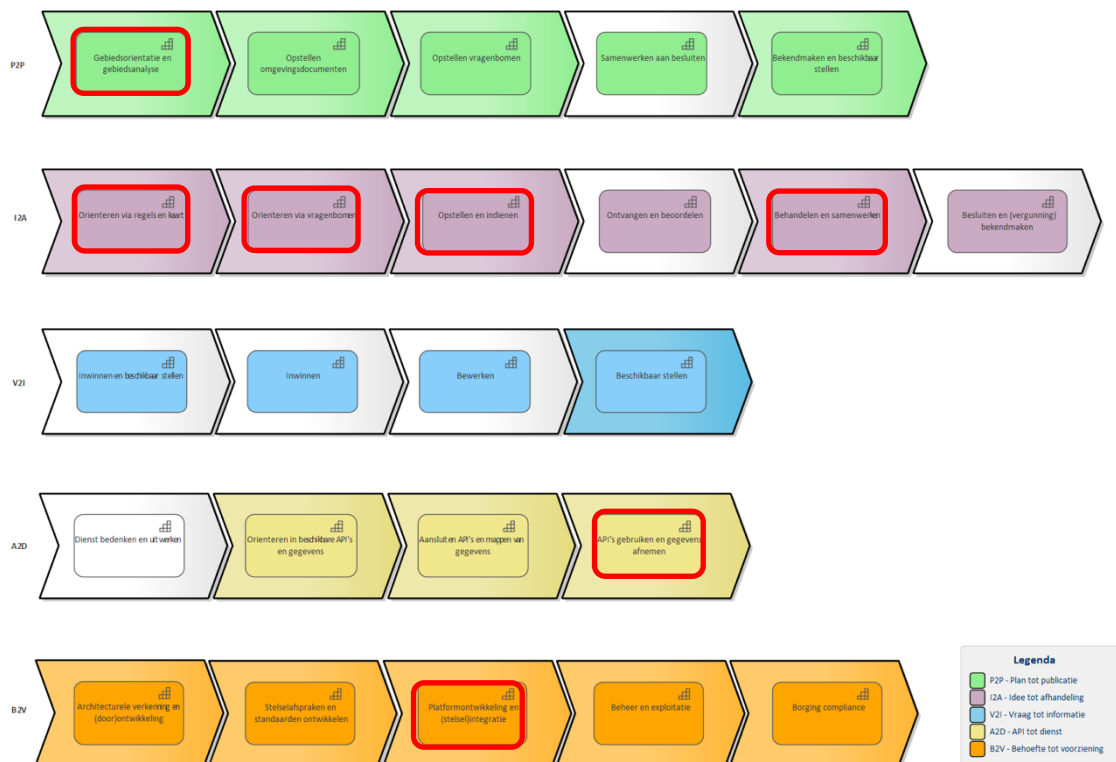 P2P
Gebiedsorientatie en
gebiedsanalyse
Opstellen
omgevingsdocumenten
Opstellen vragenbomen
Samenwerken aan besluiten
Bekendmaken en beschikbaar
stellen
I2A
Orienteren via regels en kaart
Orienteren via vragenbomen
Opstellen en indienen
Ontvangen en beoordelen
Behandelen en samenwerken
Besluiten en (vergunning)
bekendmaken
V2I
Inwinnen en beschikbaar stellen
Inwinnen
Bewerken
Beschikbaar stellen
A2D
Dienst bedenken en uitwerken
Orienteren in beschikbare API's
en gegevens
Aansluiten API's en mappen van
gegevens
API's gebruiken en gegevens
afnemen
B2V
Architecturele verkenning en
(door)ontwikkeling
Stelselafspraken en
standaarden ontwikkelen
Platformontwikkeling en
(stelsel)integratie
Beheer en exploitatie
Borging compliance
Legenda
P2P - Plan tot publicatie
I2A - Idee tot afhandeling
V2I - Vraag tot informatie
A2D - API tot dienst
B2V - Behoefte tot voorziening